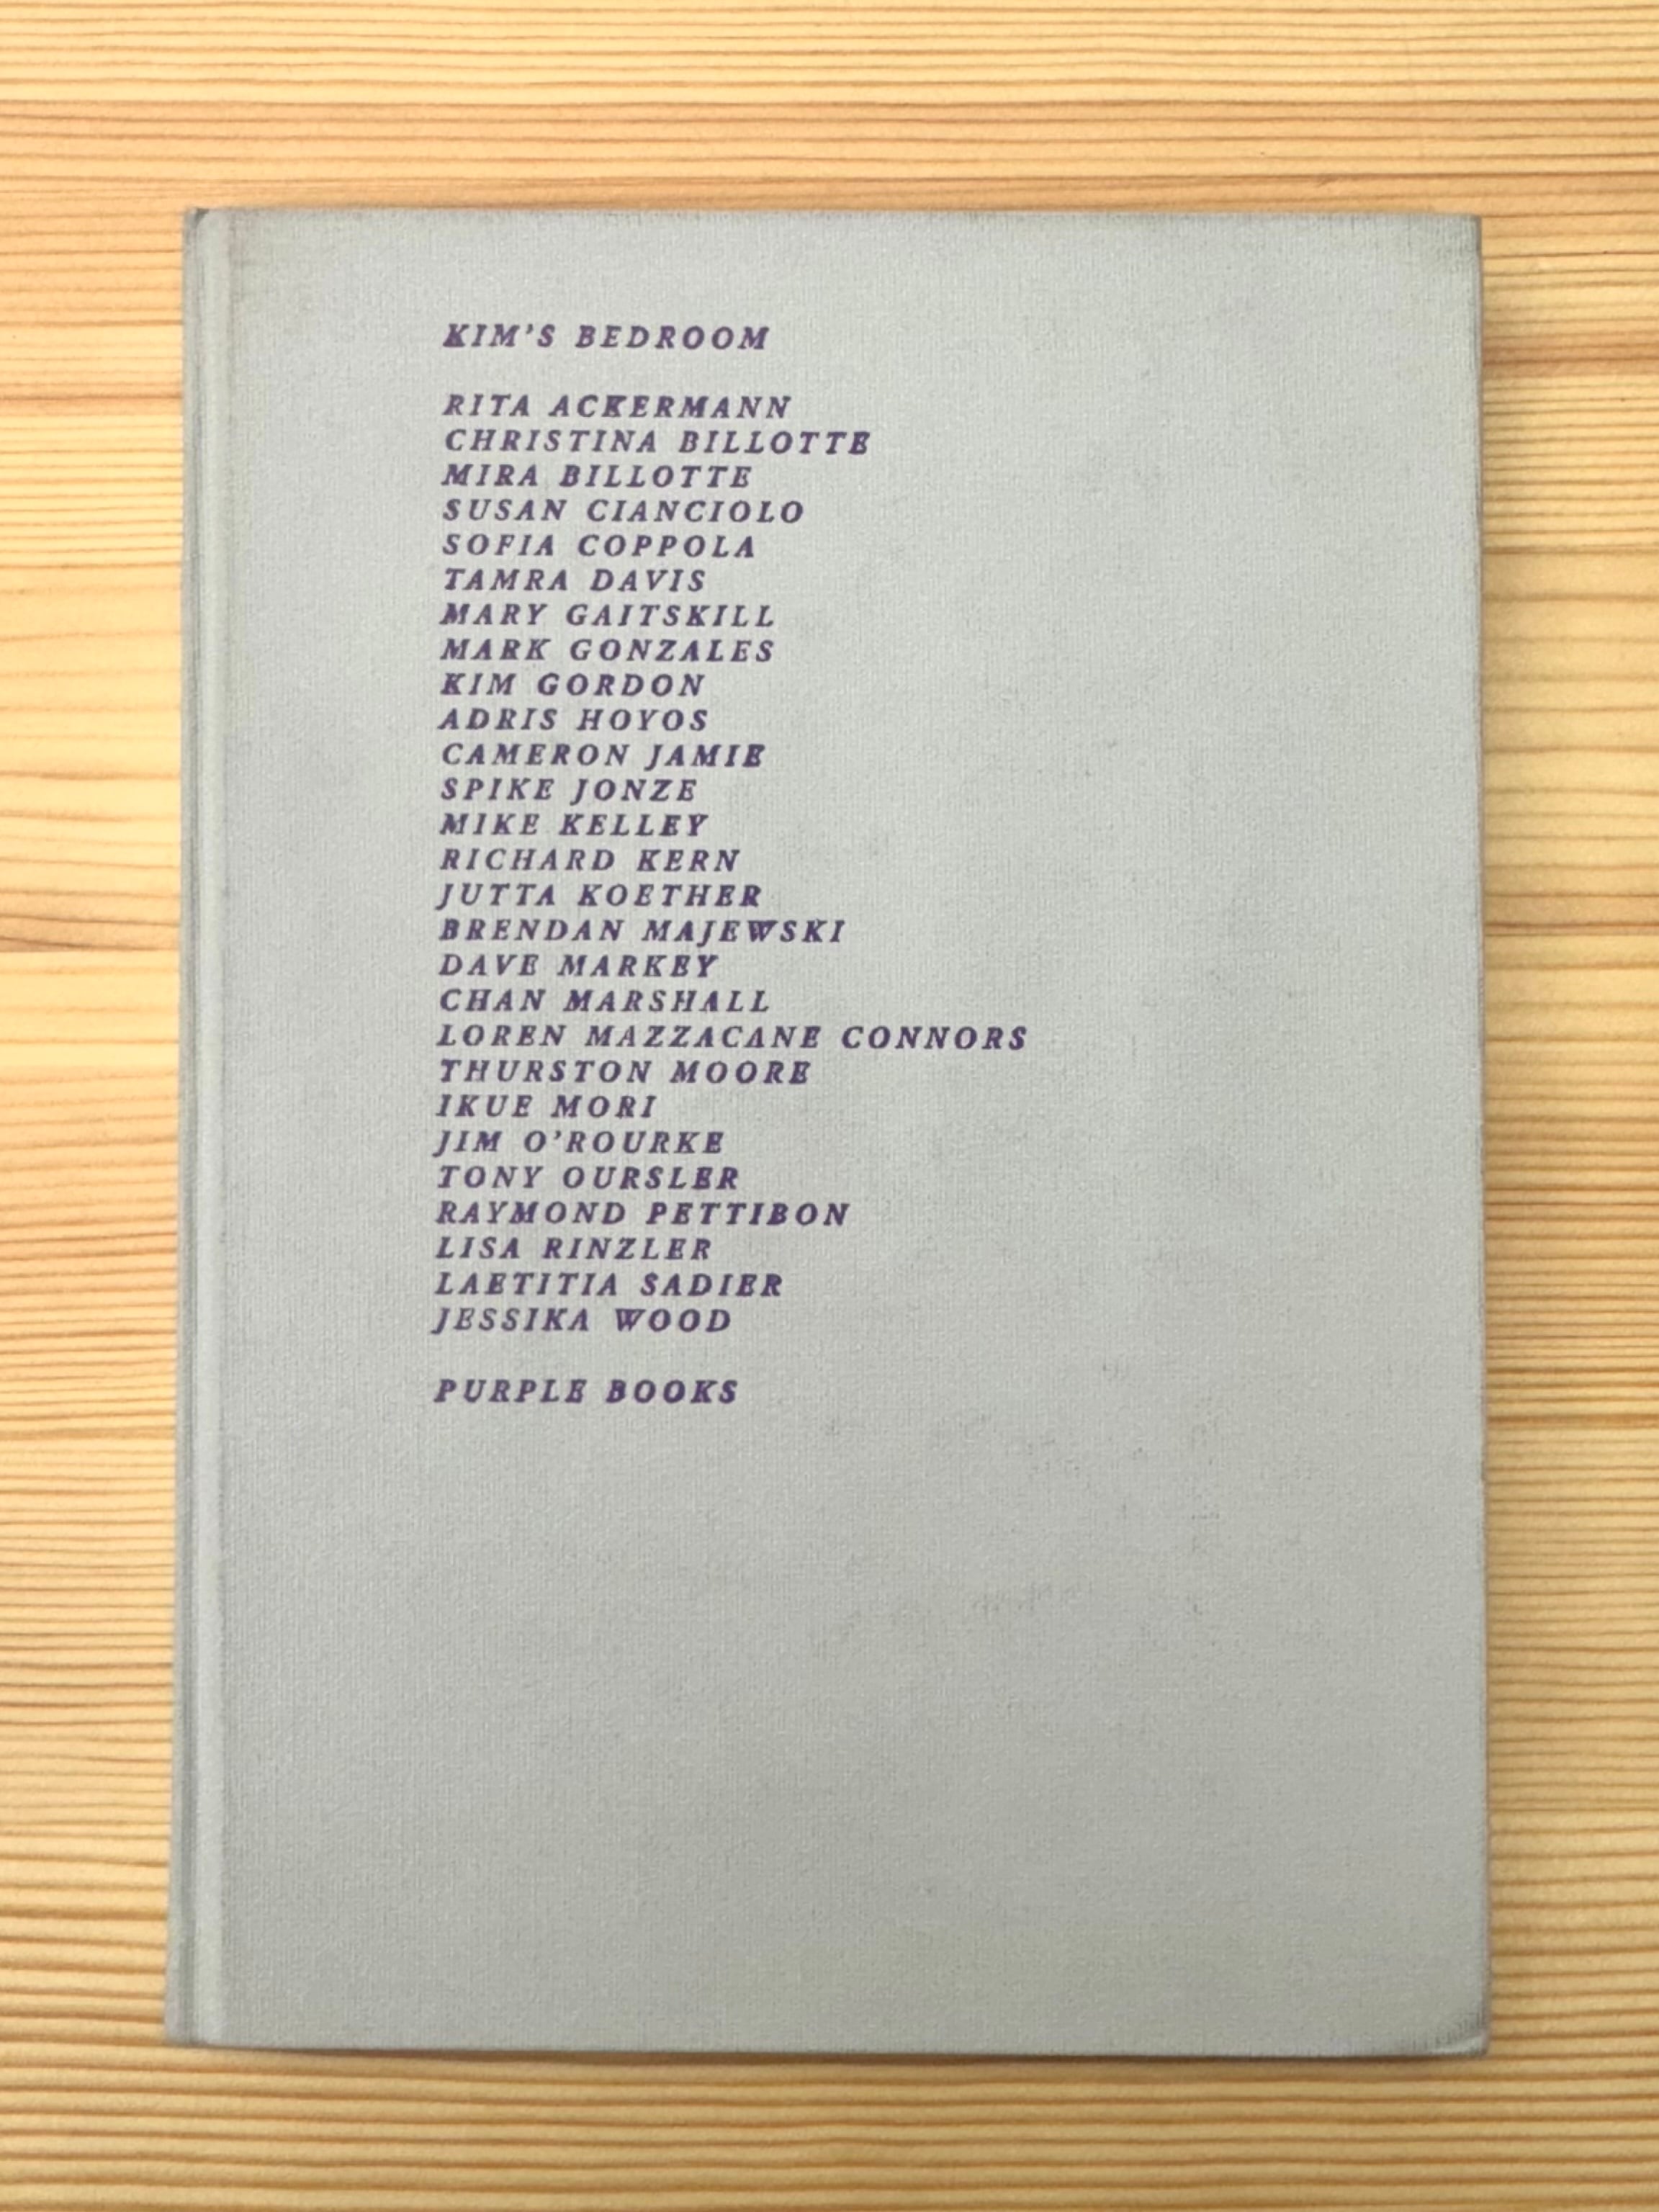 KIM'S BEDROOM
RITA ACKERMANN
CHRISTINA BILLOTTE
MIRA BILLOTTE
SUSAN CIANCIOLO
SOFIA COPPOLA
TAMRA DAVIS
MARY GAITSKILL
MARK GONZALES
KIM GORDON
ADRIS HOYOS
CAMERON JAMIE
SPIKE JONZE
MIKE KELLEY
RICHARD KERN
JUTTA KOETHER
BRENDAN MAJEWSKI
DAVE MARKEY
CHAN MARSHALL
LOREN MAZZACANE CONNORS
THURSTON MOORE
IKUE MORI
JIM O'ROURKE
TONY OURSLER
RAYMOND PETTIBON
LISA RINZLER
LAETITIA SADIER
JESSIKA WOOD
PURPLE BOOKS